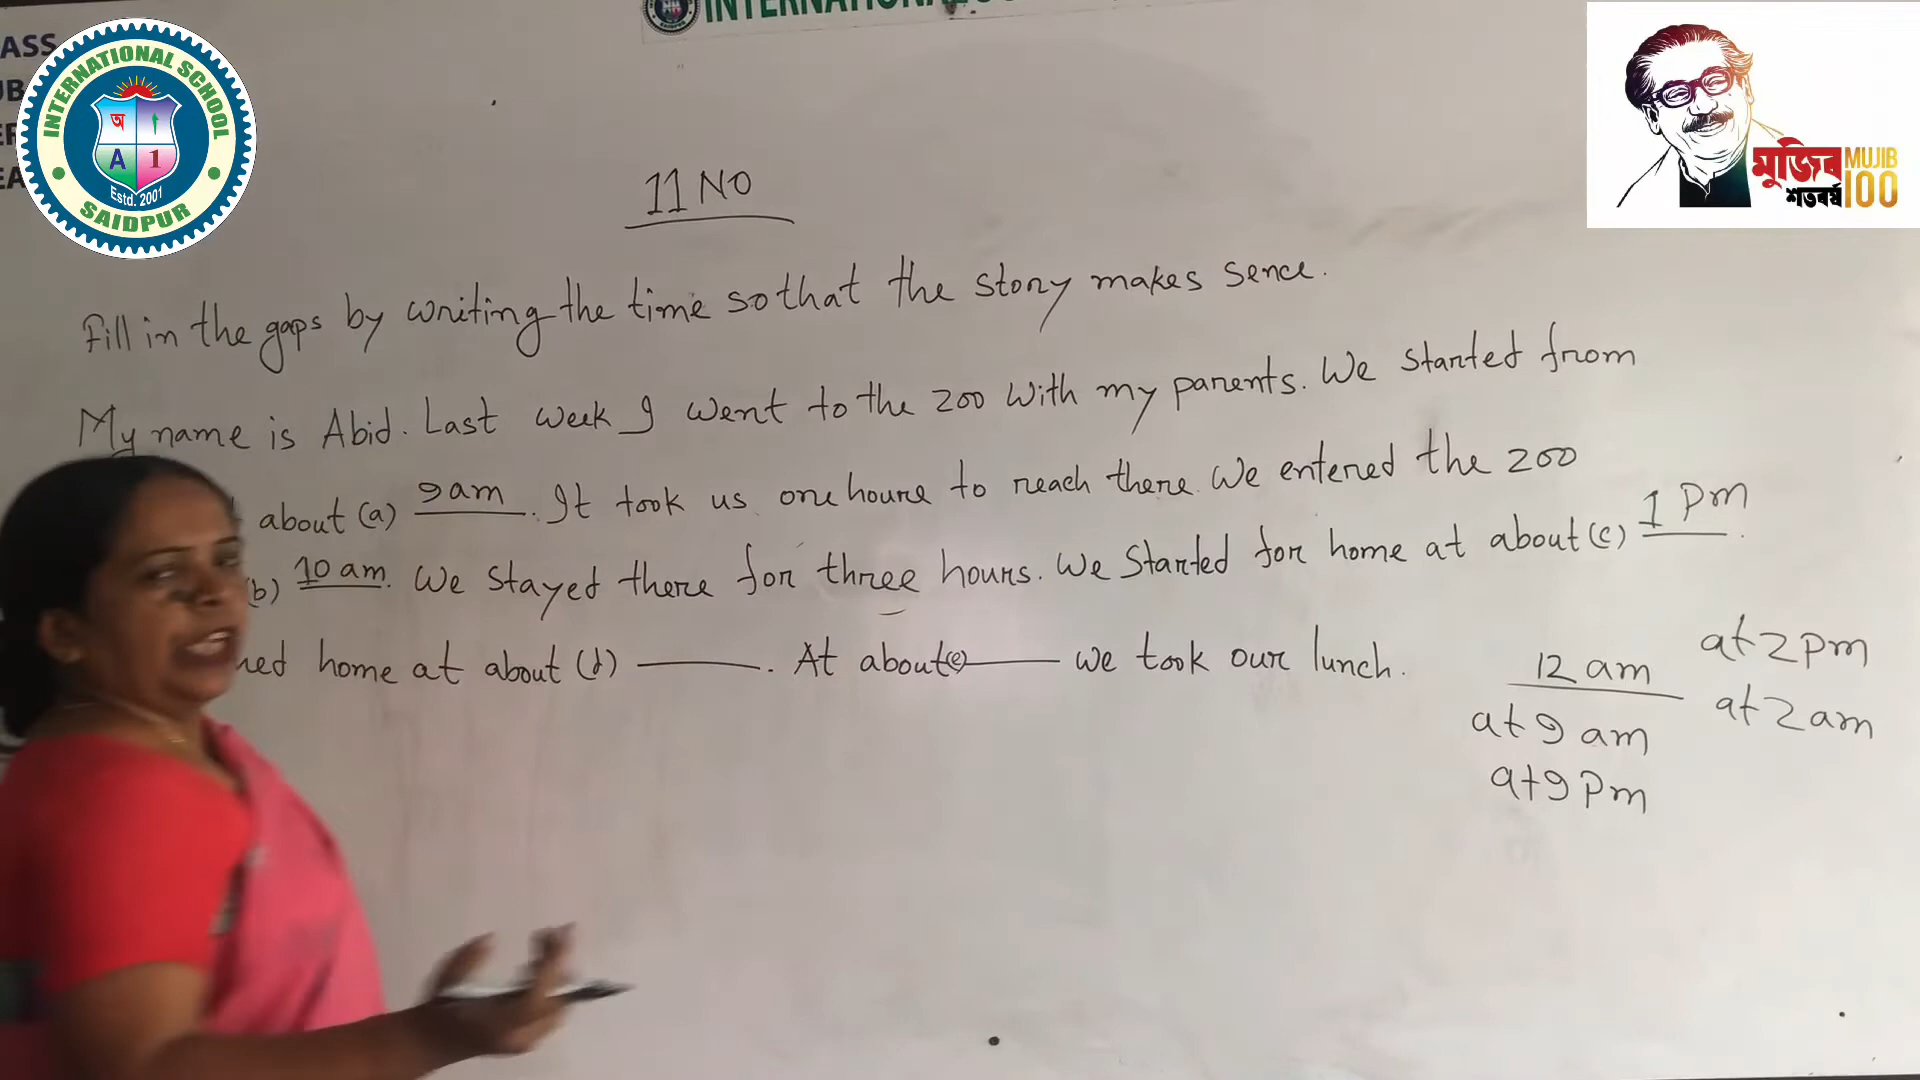 INTERNATIONAL
SAIDPUR
ASS
INTERNATIONAL SCHOOL
অ
A 1
Estd. 2001
SAIDPUR
মুজিব MUJIB
শতবর্ষ 100
11 NO
Fill in the gaps by writing the time so that the story makes sence.
My name is Abid. Last week I went to the zoo with my parents. We started from
about (a) 9 am. It took us one houre to reach there. We entered the zoo
(b) 10 am. We stayed there for three hours. We started for home at about (c) 1 Pm.
home at about (d) ____. At about (e) ____ we took our lunch.
12 am
at 2 pm
at 9 am
at 2 am
at 9 Pm